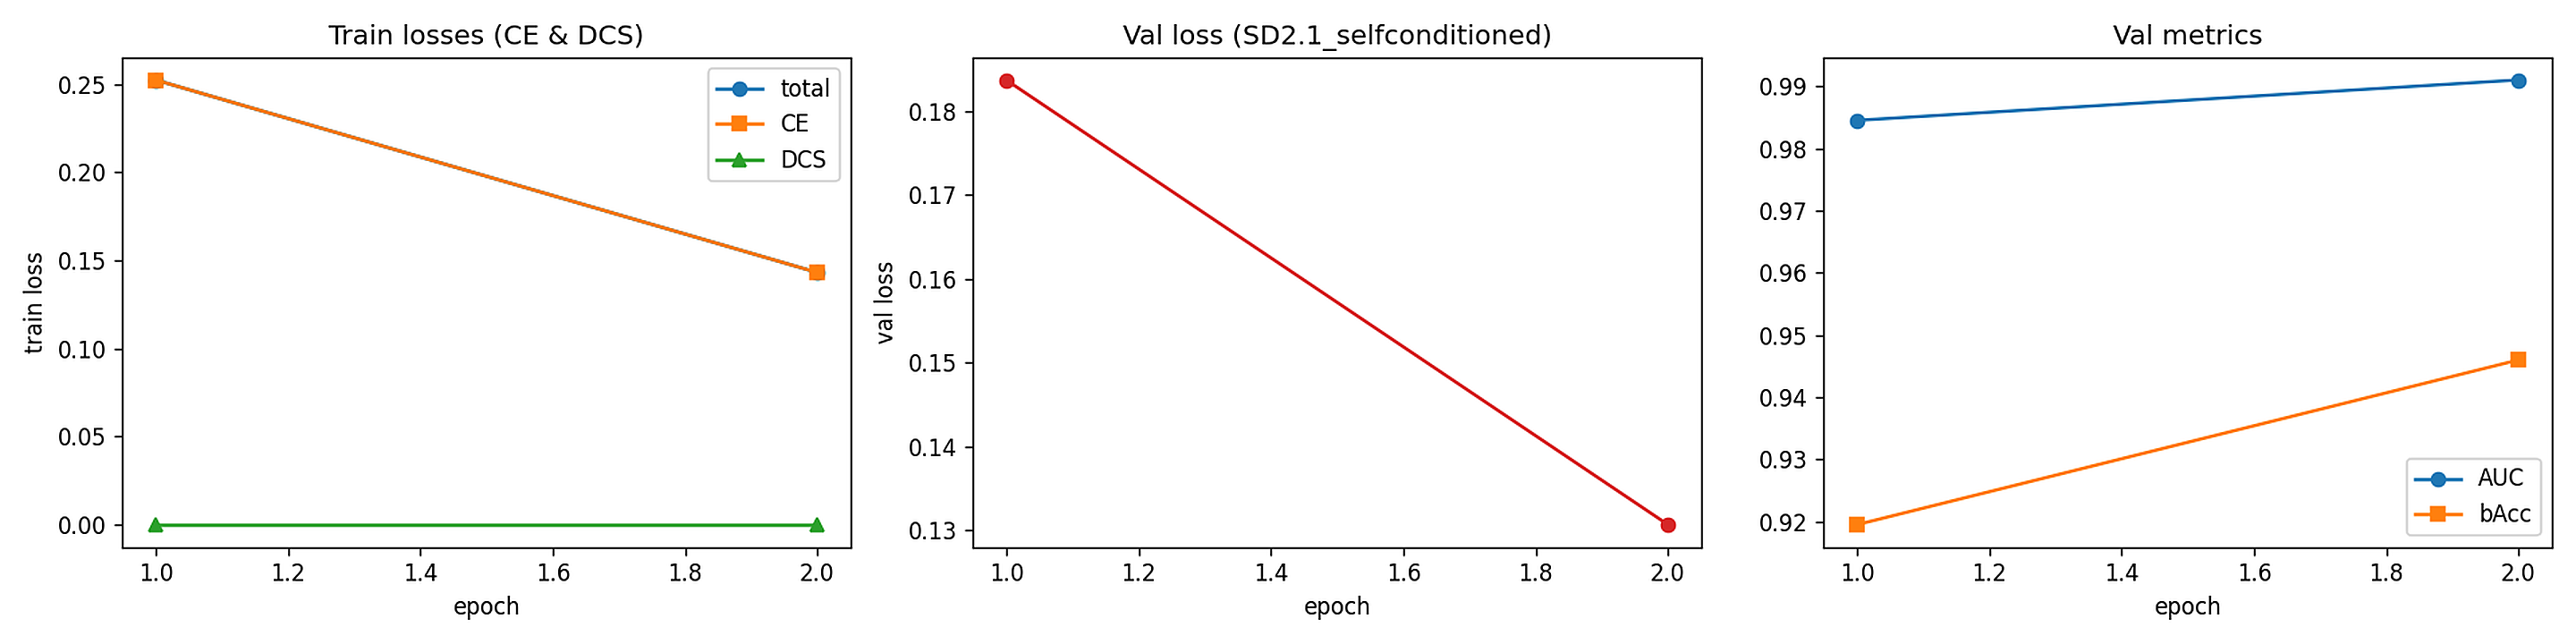 Train losses (CE & DCS)
train loss
0.25
0.20
0.15
0.10
0.05
0.00
total
CE
DCS
1.0 1.2 1.4 1.6 1.8 2.0
epoch
Val loss (SD2.1_selfconditioned)
val loss
0.18
0.17
0.16
0.15
0.14
0.13
1.0 1.2 1.4 1.6 1.8 2.0
epoch
Val metrics
0.99
0.98
0.97
0.96
0.95
0.94
0.93
0.92
AUC
bAcc
1.0 1.2 1.4 1.6 1.8 2.0
epoch